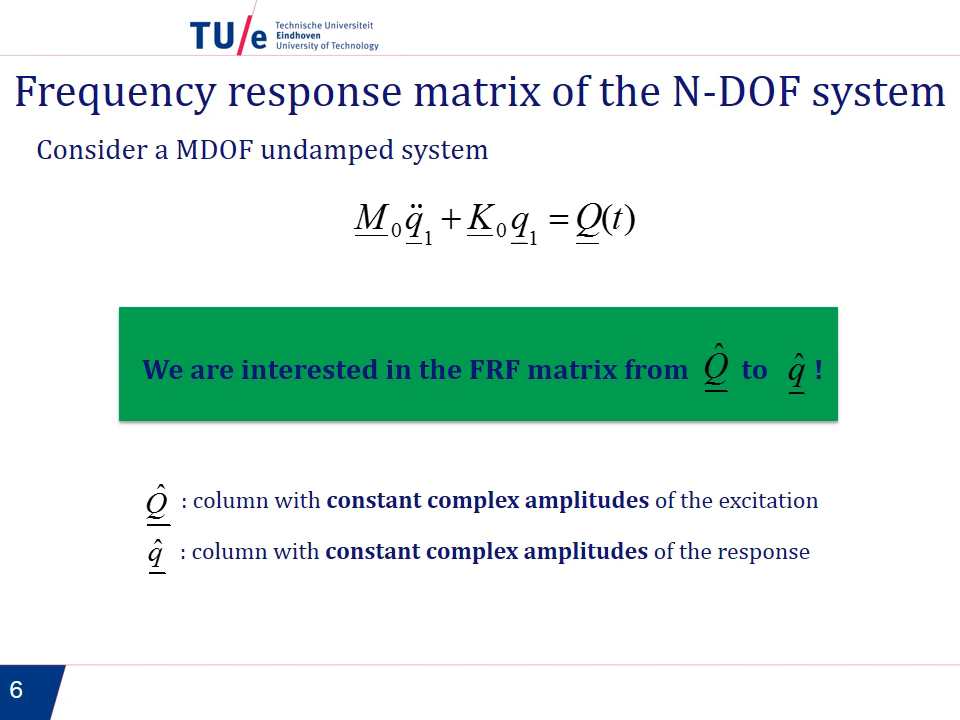 TU/e Technische Universiteit
Eindhoven
University of Technology
Frequency response matrix of the N-DOF system
Consider a MDOF undamped system
M₀q̈₁ + K₀q₁ = Q(t)
We are interested in the FRF matrix from Q̂ to q̂ !
Q̂ : column with constant complex amplitudes of the excitation
q̂ : column with constant complex amplitudes of the response
6